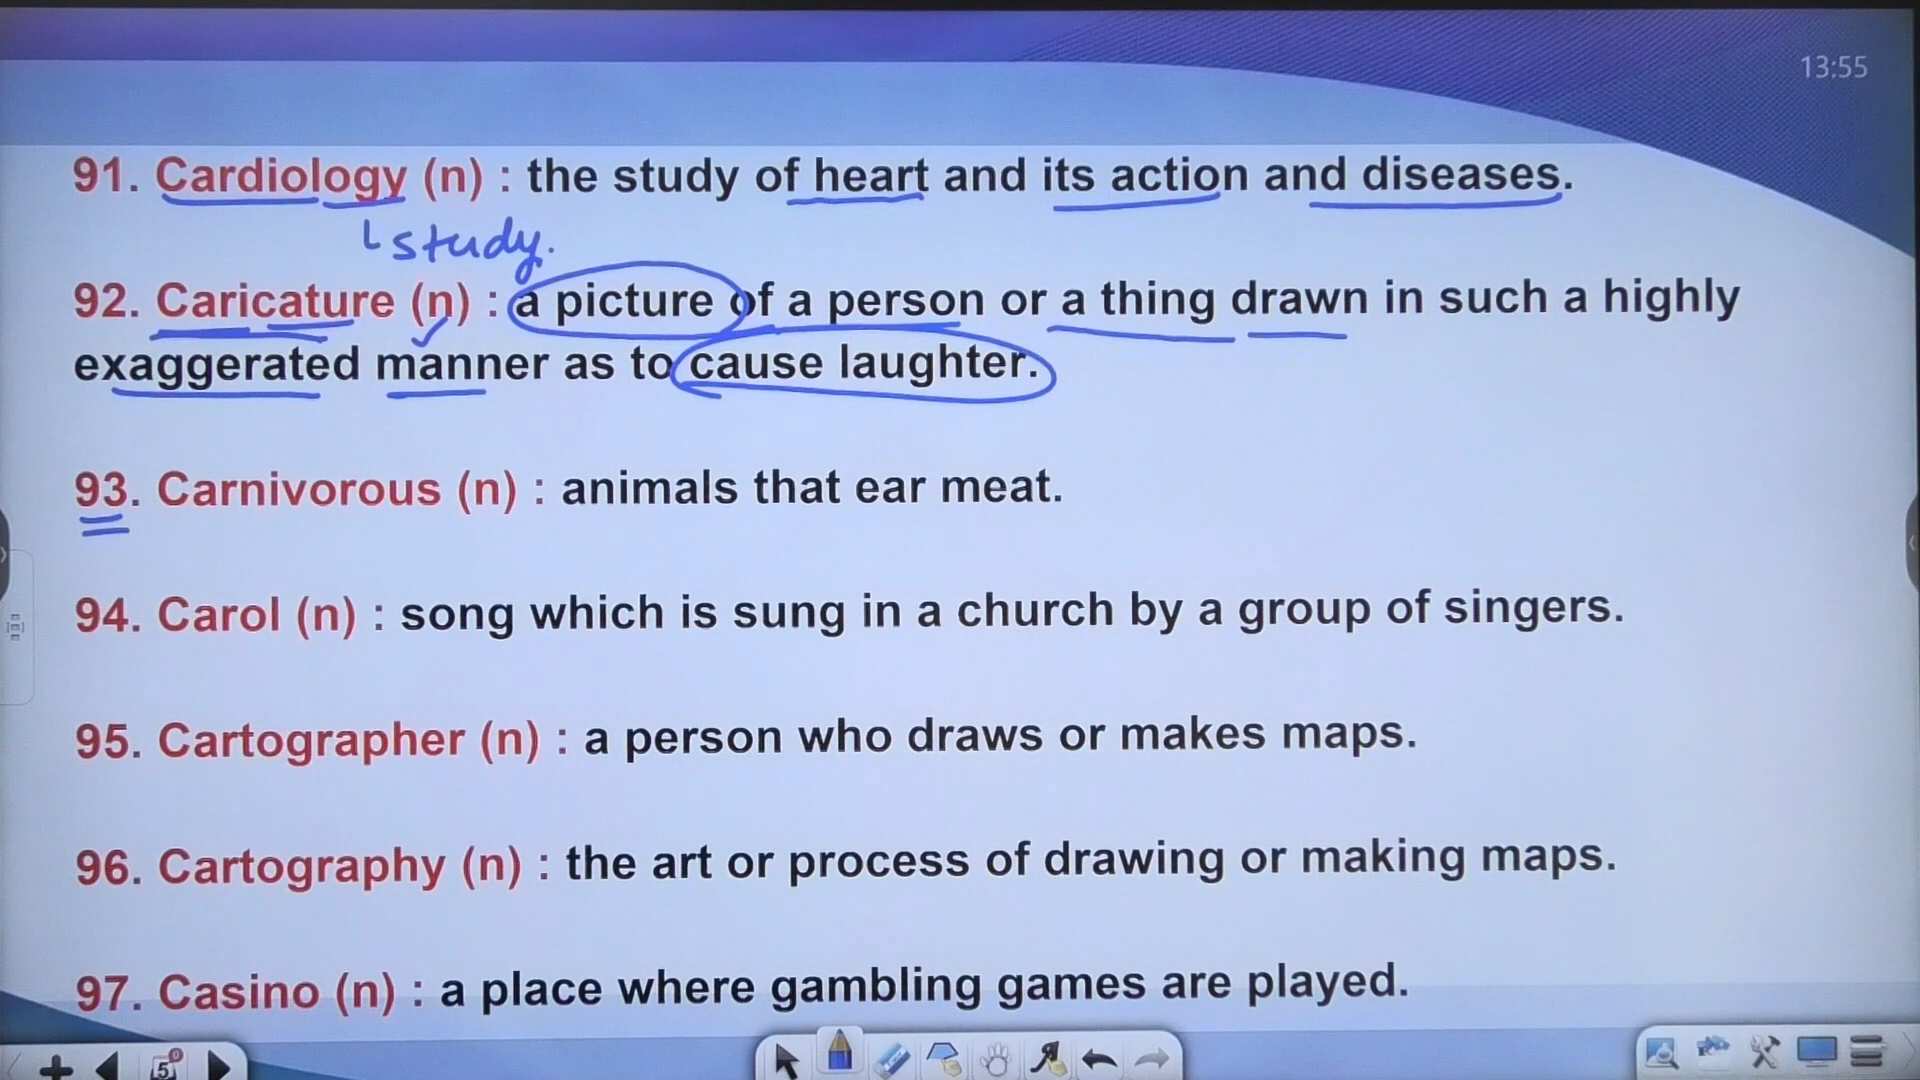 13:55
91. Cardiology (n) : the study of heart and its action and diseases.
study.
92. Caricature (n) : a picture of a person or a thing drawn in such a highly
exaggerated manner as to cause laughter.
93. Carnivorous (n) : animals that ear meat.
94. Carol (n) : song which is sung in a church by a group of singers.
95. Cartographer (n) : a person who draws or makes maps.
96. Cartography (n) : the art or process of drawing or making maps.
97. Casino (n) : a place where gambling games are played.
5
0